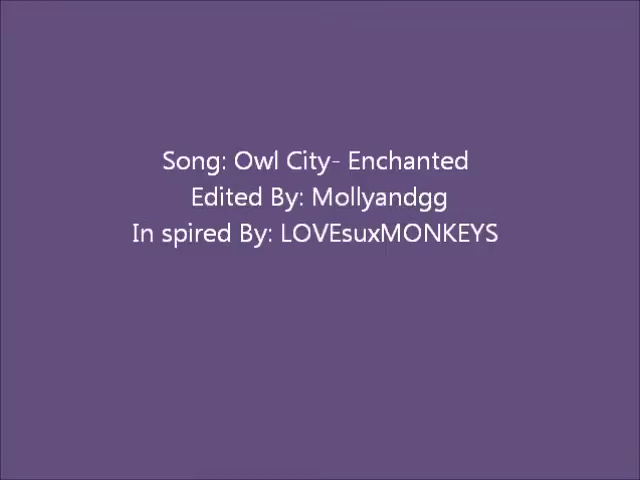 Song: Owl City- Enchanted
Edited By: Mollyandgg
In spired By: LOVEsuxMONKEYS